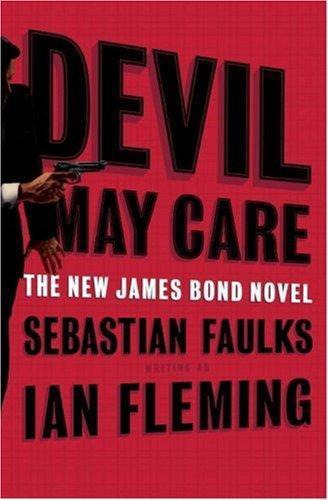 DEVIL
MAY CARE
THE NEW JAMES BOND NOVEL
SEBASTIAN FAULKS
WRITING AS
IAN FLEMING